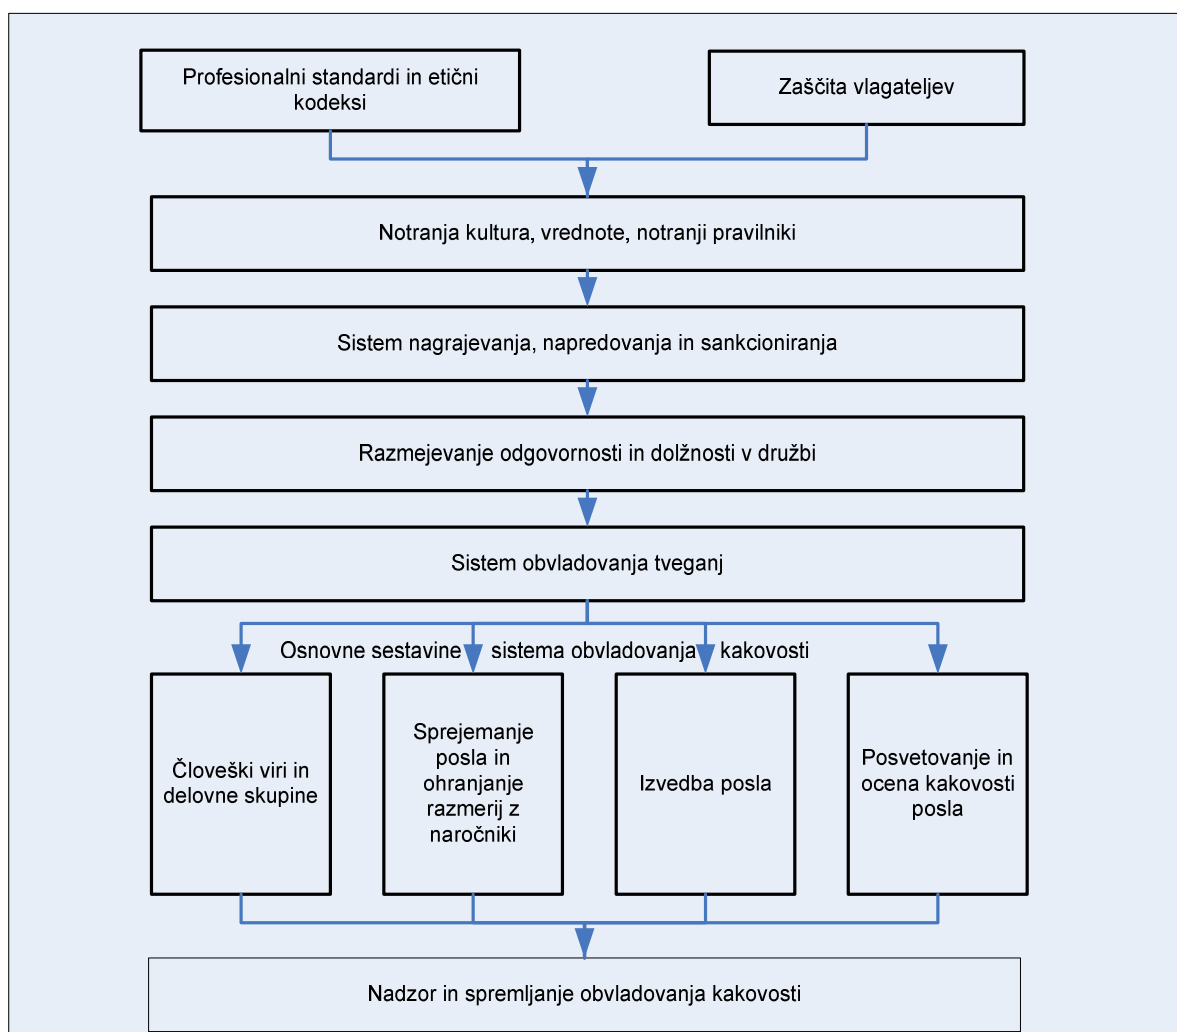 Profesionalni standardi in etični
kodeksi
Zaščita vlagateljev
Notranja kultura, vrednote, notranji pravilniki
Sistem nagrajevanja, napredovanja in sankcioniranja
Razmejevanje odgovornosti in dolžnosti v družbi
Sistem obvladovanja tveganj
Osnovne sestavine sistema obvladovanja kakovosti
Človeški viri in
delovne skupine
Sprejemanje
posla in
ohranjanje
razmerij z
naročniki
Izvedba posla
Posvetovanje in
ocena kakovosti
posla
Nadzor in spremljanje obvladovanja kakovosti